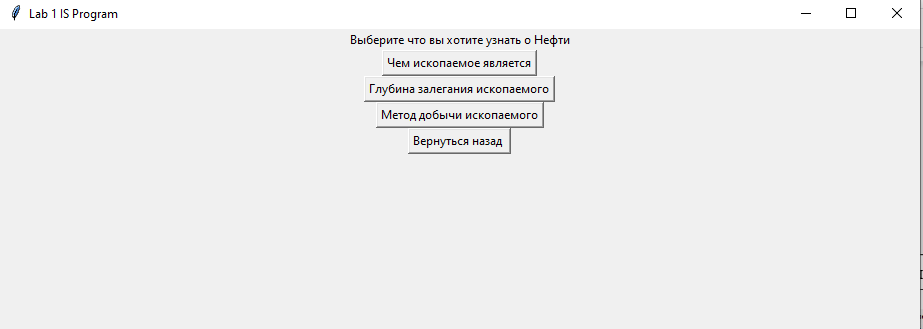 Lab 1 IS Program
Выберите что вы хотите узнать о Нефти
Чем ископаемое является
Глубина залегания ископаемого
Метод добычи ископаемого
Вернуться назад